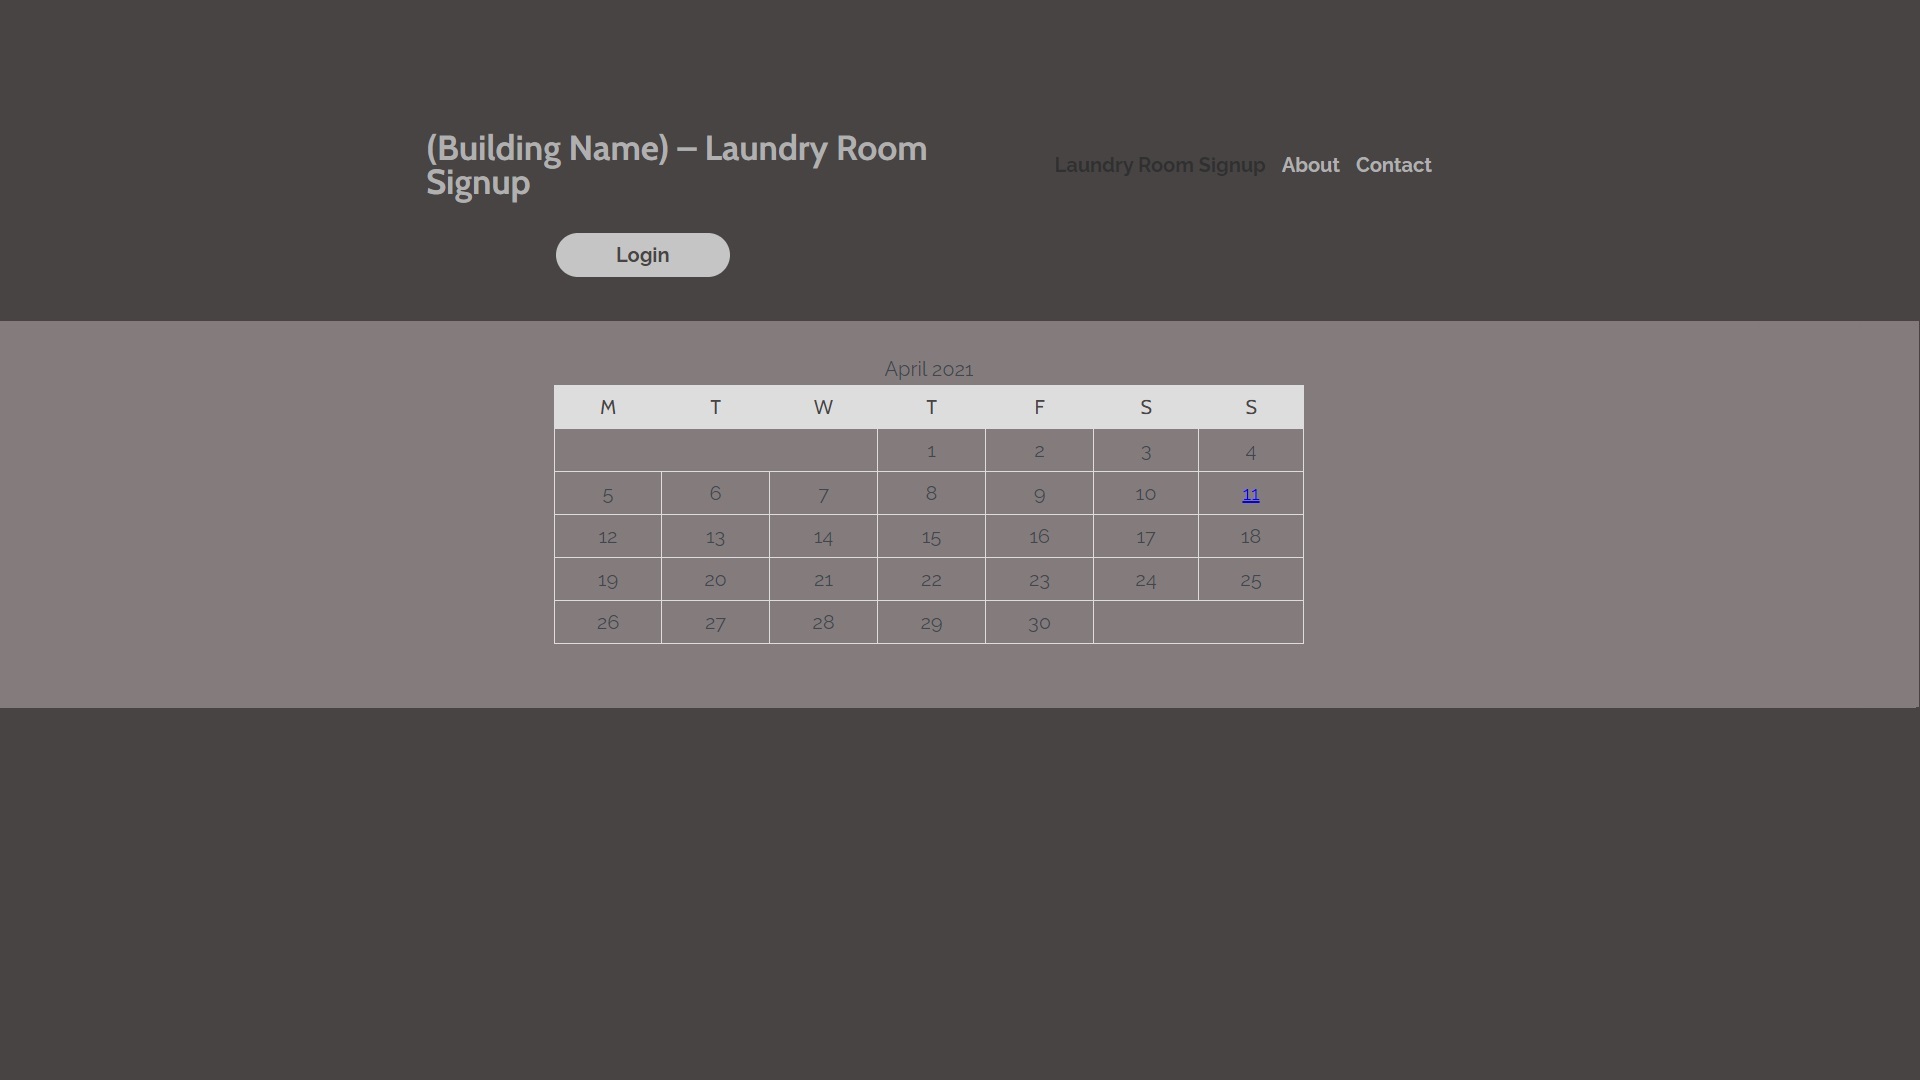 (Building Name) – Laundry Room
Signup
Laundry Room Signup About Contact
Login
April 2021
M T W T F S S
1 2 3 4
5 6 7 8 9 10 11
12 13 14 15 16 17 18
19 20 21 22 23 24 25
26 27 28 29 30